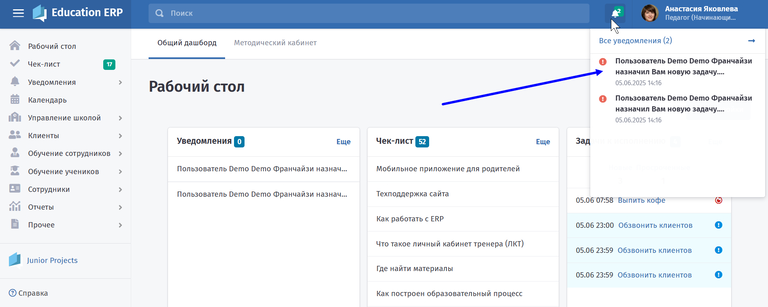 Education ERP
Поиск
2
Анастасия Яковлева
Педагог (Начинающи...
Рабочий стол
Чек-лист 17
Уведомления
Календарь
Управление школой
Клиенты
Обучение сотрудников
Обучение учеников
Сотрудники
Отчеты
Прочее
Junior Projects
Справка
Общий дашборд
Методический кабинет
Рабочий стол
Уведомления 0 Еще
Пользователь Demo Demo Франчайзи назнач...
Пользователь Demo Demo Франчайзи назнач...
Чек-лист 52 Еще
Мобильное приложение для родителей
Техподдержка сайта
Как работать с ERP
Что такое личный кабинет тренера (ЛКТ)
Где найти материалы
Как построен образовательный процесс
Все уведомления (2)
Пользователь Demo Demo Франчайзи
назначил Вам новую задачу....
05.06.2025 14:16
Пользователь Demo Demo Франчайзи
назначил Вам новую задачу....
05.06.2025 14:16
05.06 07:58 Выпить кофе
05.06 23:00 Обзвонить клиентов
05.06 23:59 Обзвонить клиентов
05.06 23:59 Обзвонить клиентов